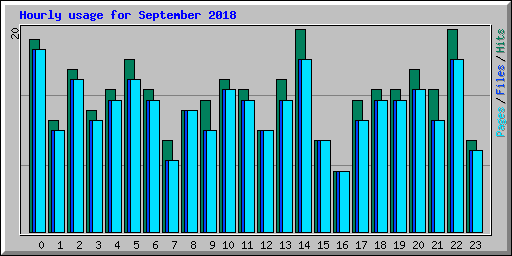 Hourly usage for September 2018
20
Pages/Files/Hits
0 1 2 3 4 5 6 7 8 9 10 11 12 13 14 15 16 17 18 19 20 21 22 23